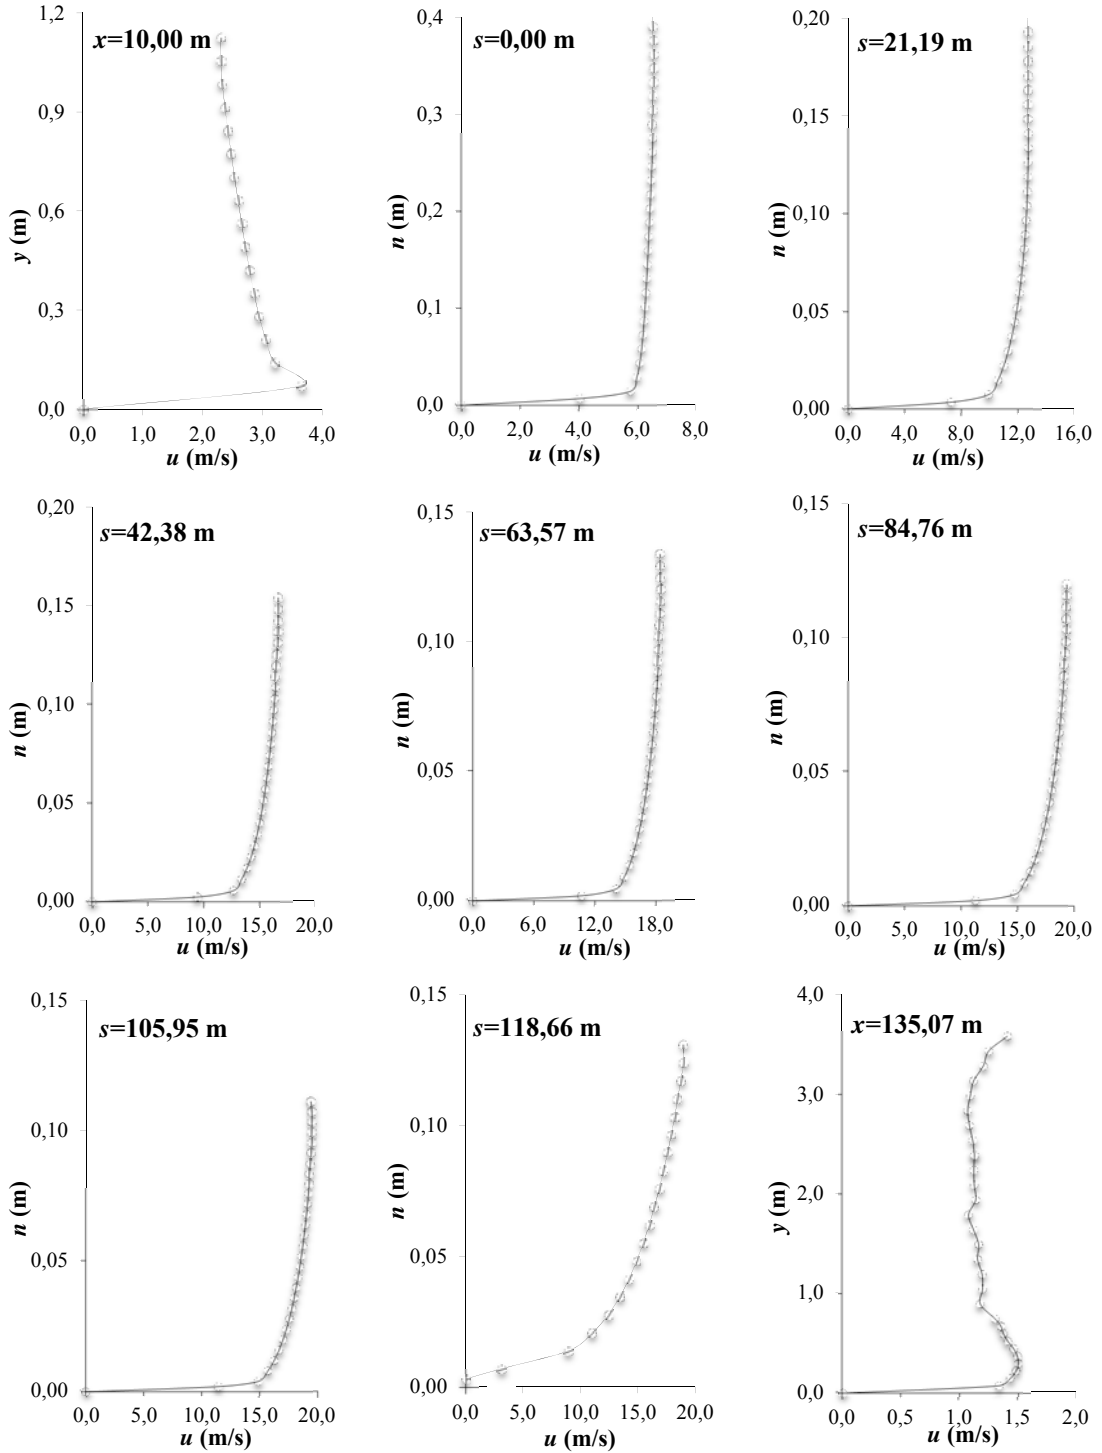 x=10,00 m
1,2
0,9
0,6
0,3
0,0
y (m)
0,0 1,0 2,0 3,0 4,0
u (m/s)
s=0,00 m
0,4
0,3
0,2
0,1
0,0
n (m)
0,0 2,0 4,0 6,0 8,0
u (m/s)
s=21,19 m
0,20
0,15
0,10
0,05
0,00
n (m)
0,0 4,0 8,0 12,0 16,0
u (m/s)
s=42,38 m
0,20
0,15
0,10
0,05
0,00
n (m)
0,0 5,0 10,0 15,0 20,0
u (m/s)
s=63,57 m
0,15
0,10
0,05
0,00
n (m)
0,0 6,0 12,0 18,0
u (m/s)
s=84,76 m
0,15
0,10
0,05
0,00
n (m)
0,0 5,0 10,0 15,0 20,0
u (m/s)
s=105,95 m
0,15
0,10
0,05
0,00
n (m)
0,0 5,0 10,0 15,0 20,0
u (m/s)
s=118,66 m
0,15
0,10
0,05
0,00
n (m)
0,0 5,0 10,0 15,0 20,0
u (m/s)
x=135,07 m
4,0
3,0
2,0
1,0
0,0
y (m)
0,0 0,5 1,0 1,5 2,0
u (m/s)